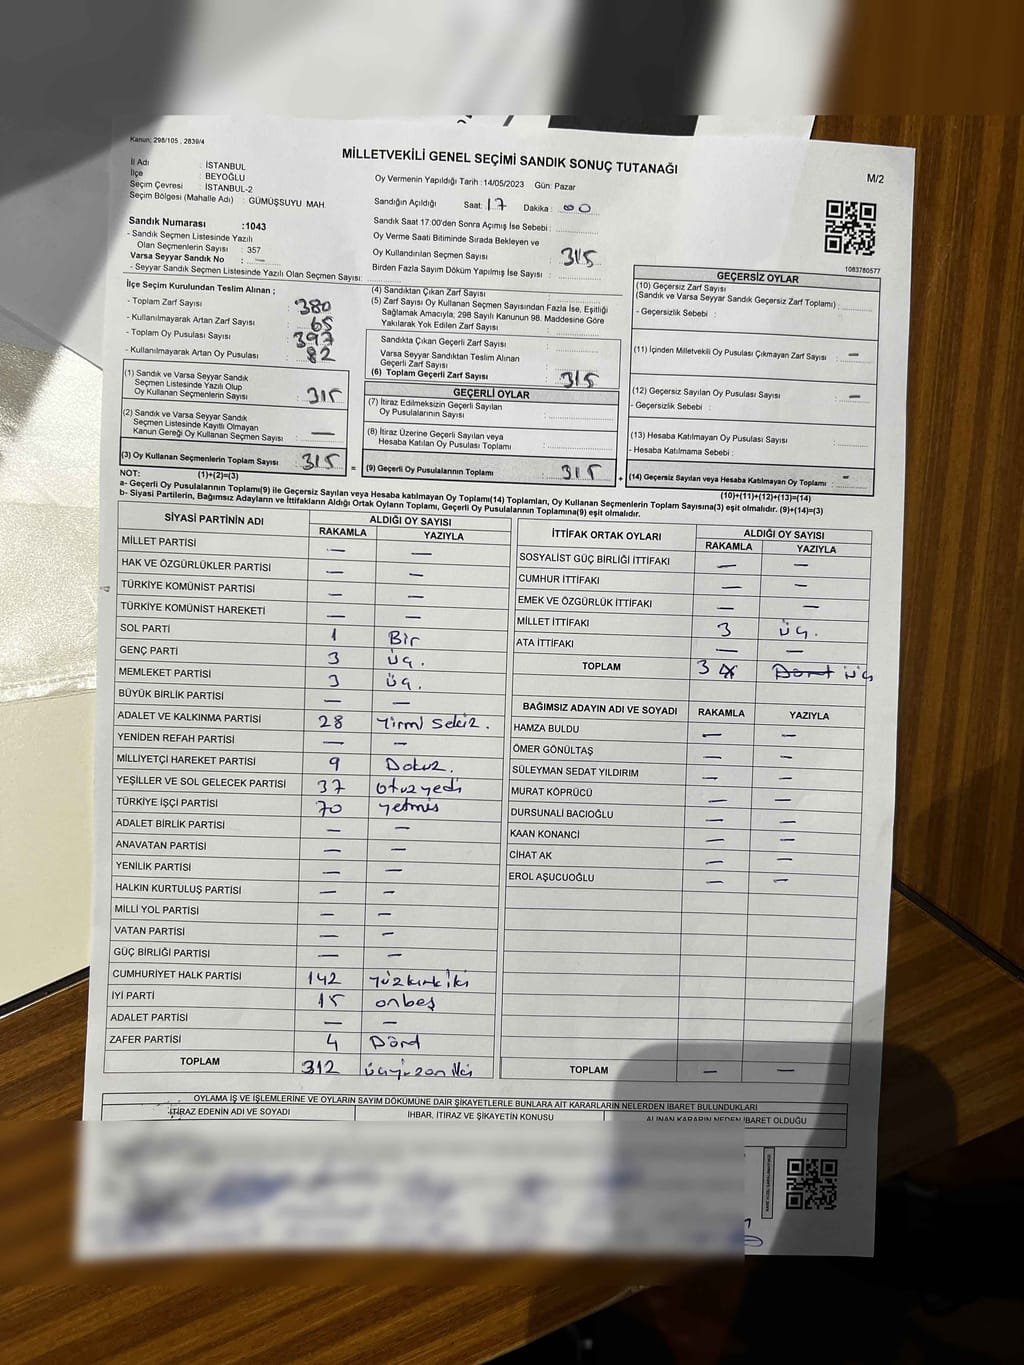 Kanun; 298/105 , 2839/4
MİLLETVEKİLİ GENEL SEÇİMİ SANDIK SONUÇ TUTANAĞI
M/2
İl Adı : İSTANBUL
İlçe : BEYOĞLU
Seçim Çevresi : İSTANBUL-2
Seçim Bölgesi (Mahalle Adı) : GÜMÜŞSUYU MAH.
Sandık Numarası :1043
- Sandık Seçmen Listesinde Yazılı
Olan Seçmenlerin Sayısı : 357
Varsa Seyyar Sandık No : —
- Seyyar Sandık Seçmen Listesinde Yazılı Olan Seçmen Sayısı:
Oy Vermenin Yapıldığı Tarih :14/05/2023 Gün: Pazar
Sandığın Açıldığı Saat: 17 Dakika : 00
Sandık Saat 17:00'den Sonra Açımış İse Sebebi :
Oy Verme Saati Bitiminde Sırada Bekleyen ve
Oy Kullandırılan Seçmen Sayısı : 315
Birden Fazla Sayım Döküm Yapılmış İse Sayısı :
1083780577
İlçe Seçim Kurulundan Teslim Alınan ;
- Toplam Zarf Sayısı : 380
- Kullanılmayarak Artan Zarf Sayısı : 65
- Toplam Oy Pusulası Sayısı : 397
- Kullanılmayarak Artan Oy Pusulası : 82
(1) Sandık ve Varsa Seyyar Sandık
Seçmen Listesinde Yazılı Olup
Oy Kullanan Seçmenlerin Sayısı : 315
(2) Sandık ve Varsa Seyyar Sandık
Seçmen Listesinde Kayıtlı Olmayan
Kanun Gereği Oy Kullanan Seçmen Sayısı : —
(3) Oy Kullanan Seçmenlerin Toplam Sayısı : 315 =
(1)+(2)=(3)
(4) Sandıktan Çıkan Zarf Sayısı :
(5) Zarf Sayısı Oy Kullanan Seçmen Sayısından Fazla İse, Eşitliği
Sağlamak Amacıyla; 298 Sayılı Kanunun 98. Maddesine Göre
Yakılarak Yok Edilen Zarf Sayısı :
Sandıkta Çıkan Geçerli Zarf Sayısı :
Varsa Seyyar Sandıktan Teslim Alınan
Geçerli Zarf Sayısı :
(6) Toplam Geçerli Zarf Sayısı : 315
GEÇERLİ OYLAR
(7) İtiraz Edilmeksizin Geçerli Sayılan
Oy Pusulalarının Sayısı :
(8) İtiraz Üzerine Geçerli Sayılan veya
Hesaba Katılan Oy Pusulası Toplamı :
(9) Geçerli Oy Pusulalarının Toplamı : 315 +
GEÇERSİZ OYLAR
(10) Geçersiz Zarf Sayısı
(Sandık ve Varsa Seyyar Sandık Geçersiz Zarf Toplamı) :
- Geçersizlik Sebebi :
(11) İçinden Milletvekili Oy Pusulası Çıkmayan Zarf Sayısı : —
(12) Geçersiz Sayılan Oy Pusulası Sayısı : —
- Geçersizlik Sebebi :
(13) Hesaba Katılmayan Oy Pusulası Sayısı :
- Hesaba Katılmama Sebebi :
(14) Geçersiz Sayılan veya Hesaba Katılmayan Oy Toplamı : -
(10)+(11)+(12)+(13)=(14)
NOT:
a- Geçerli Oy Pusulalarının Toplamı(9) ile Geçersiz Sayılan veya Hesaba katılmayan Oy Toplamı(14) Toplamları, Oy Kullanan Seçmenlerin Toplam Sayısına(3) eşit olmalıdır. (9)+(14)=(3)
b- Siyasi Partilerin, Bağımsız Adayların ve İttifakların Aldığı Ortak Oyların Toplamı, Geçerli Oy Pusulalarının Toplamına(9) eşit olmalıdır.
SİYASİ PARTİNİN ADI ALDIĞI OY SAYISI
RAKAMLA YAZIYLA
MİLLET PARTİSİ — —
HAK VE ÖZGÜRLÜKLER PARTİSİ — —
TÜRKİYE KOMÜNİST PARTİSİ — —
TÜRKİYE KOMÜNİST HAREKETİ — —
SOL PARTİ 1 Bir
GENÇ PARTİ 3 üç.
MEMLEKET PARTİSİ 3 üç.
BÜYÜK BİRLİK PARTİSİ — —
ADALET VE KALKINMA PARTİSİ 28 Yirmi sekiz.
YENİDEN REFAH PARTİSİ — —
MİLLİYETÇİ HAREKET PARTİSİ 9 Dokuz.
YEŞİLLER VE SOL GELECEK PARTİSİ 37 otuzyedi
TÜRKİYE İŞÇİ PARTİSİ 70 yetmiş
ADALET BİRLİK PARTİSİ — —
ANAVATAN PARTİSİ — —
YENİLİK PARTİSİ — —
HALKIN KURTULUŞ PARTİSİ — —
MİLLİ YOL PARTİSİ — —
VATAN PARTİSİ — —
GÜÇ BİRLİĞİ PARTİSİ — —
CUMHURİYET HALK PARTİSİ 142 Yüzkırkiki
İYİ PARTİ 15 onbeş
ADALET PARTİSİ — —
ZAFER PARTİSİ 4 Dörd
TOPLAM 312 üçyüzoniki
İTTİFAK ORTAK OYLARI ALDIĞI OY SAYISI
RAKAMLA YAZIYLA
SOSYALİST GÜÇ BİRLİĞİ İTTİFAKI — —
CUMHUR İTTİFAKI — —
EMEK VE ÖZGÜRLÜK İTTİFAKI — —
MİLLET İTTİFAKI 3 üç.
ATA İTTİFAKI — —
TOPLAM 3 4 Dört üç
BAĞIMSIZ ADAYIN ADI VE SOYADI RAKAMLA YAZIYLA
HAMZA BULDU — —
ÖMER GÖNÜLTAŞ — —
SÜLEYMAN SEDAT YILDIRIM — —
MURAT KÖPRÜCÜ — —
DURSUNALİ BACIOĞLU — —
KAAN KONANCİ — —
CİHAT AK — —
EROL AŞUCUOĞLU — —
TOPLAM — —
OYLAMA İŞ VE İŞLEMLERİNE VE OYLARIN SAYIM DÖKÜMÜNE DAİR ŞİKAYETLERLE BUNLARA AİT KARARLARIN NELERDEN İBARET BULUNDUKLARI
İTİRAZ EDENİN ADI VE SOYADI İHBAR, İTİRAZ VE ŞİKAYETİN KONUSU ALINAN KARARIN NEDEN İBARET OLDUĞU